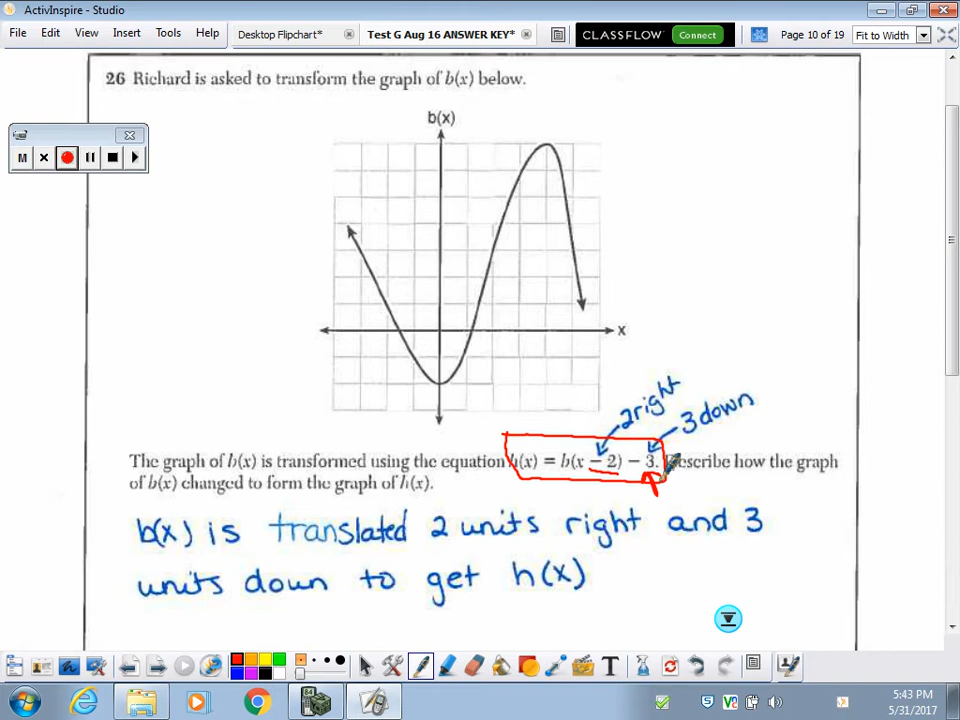 ActivInspire - Studio
File Edit View Insert Tools Help Desktop Flipchart* Test G Aug 16 ANSWER KEY* CLASSFLOW Connect Page 10 of 19 Fit to Width
26 Richard is asked to transform the graph of b(x) below.
b(x)
M
x
2 right
3 down
The graph of b(x) is transformed using the equation h(x) = b(x − 2) − 3. Describe how the graph
of b(x) changed to form the graph of h(x).
b(x) is translated 2 units right and 3
units down to get h(x)
T
5:43 PM
5/31/2017